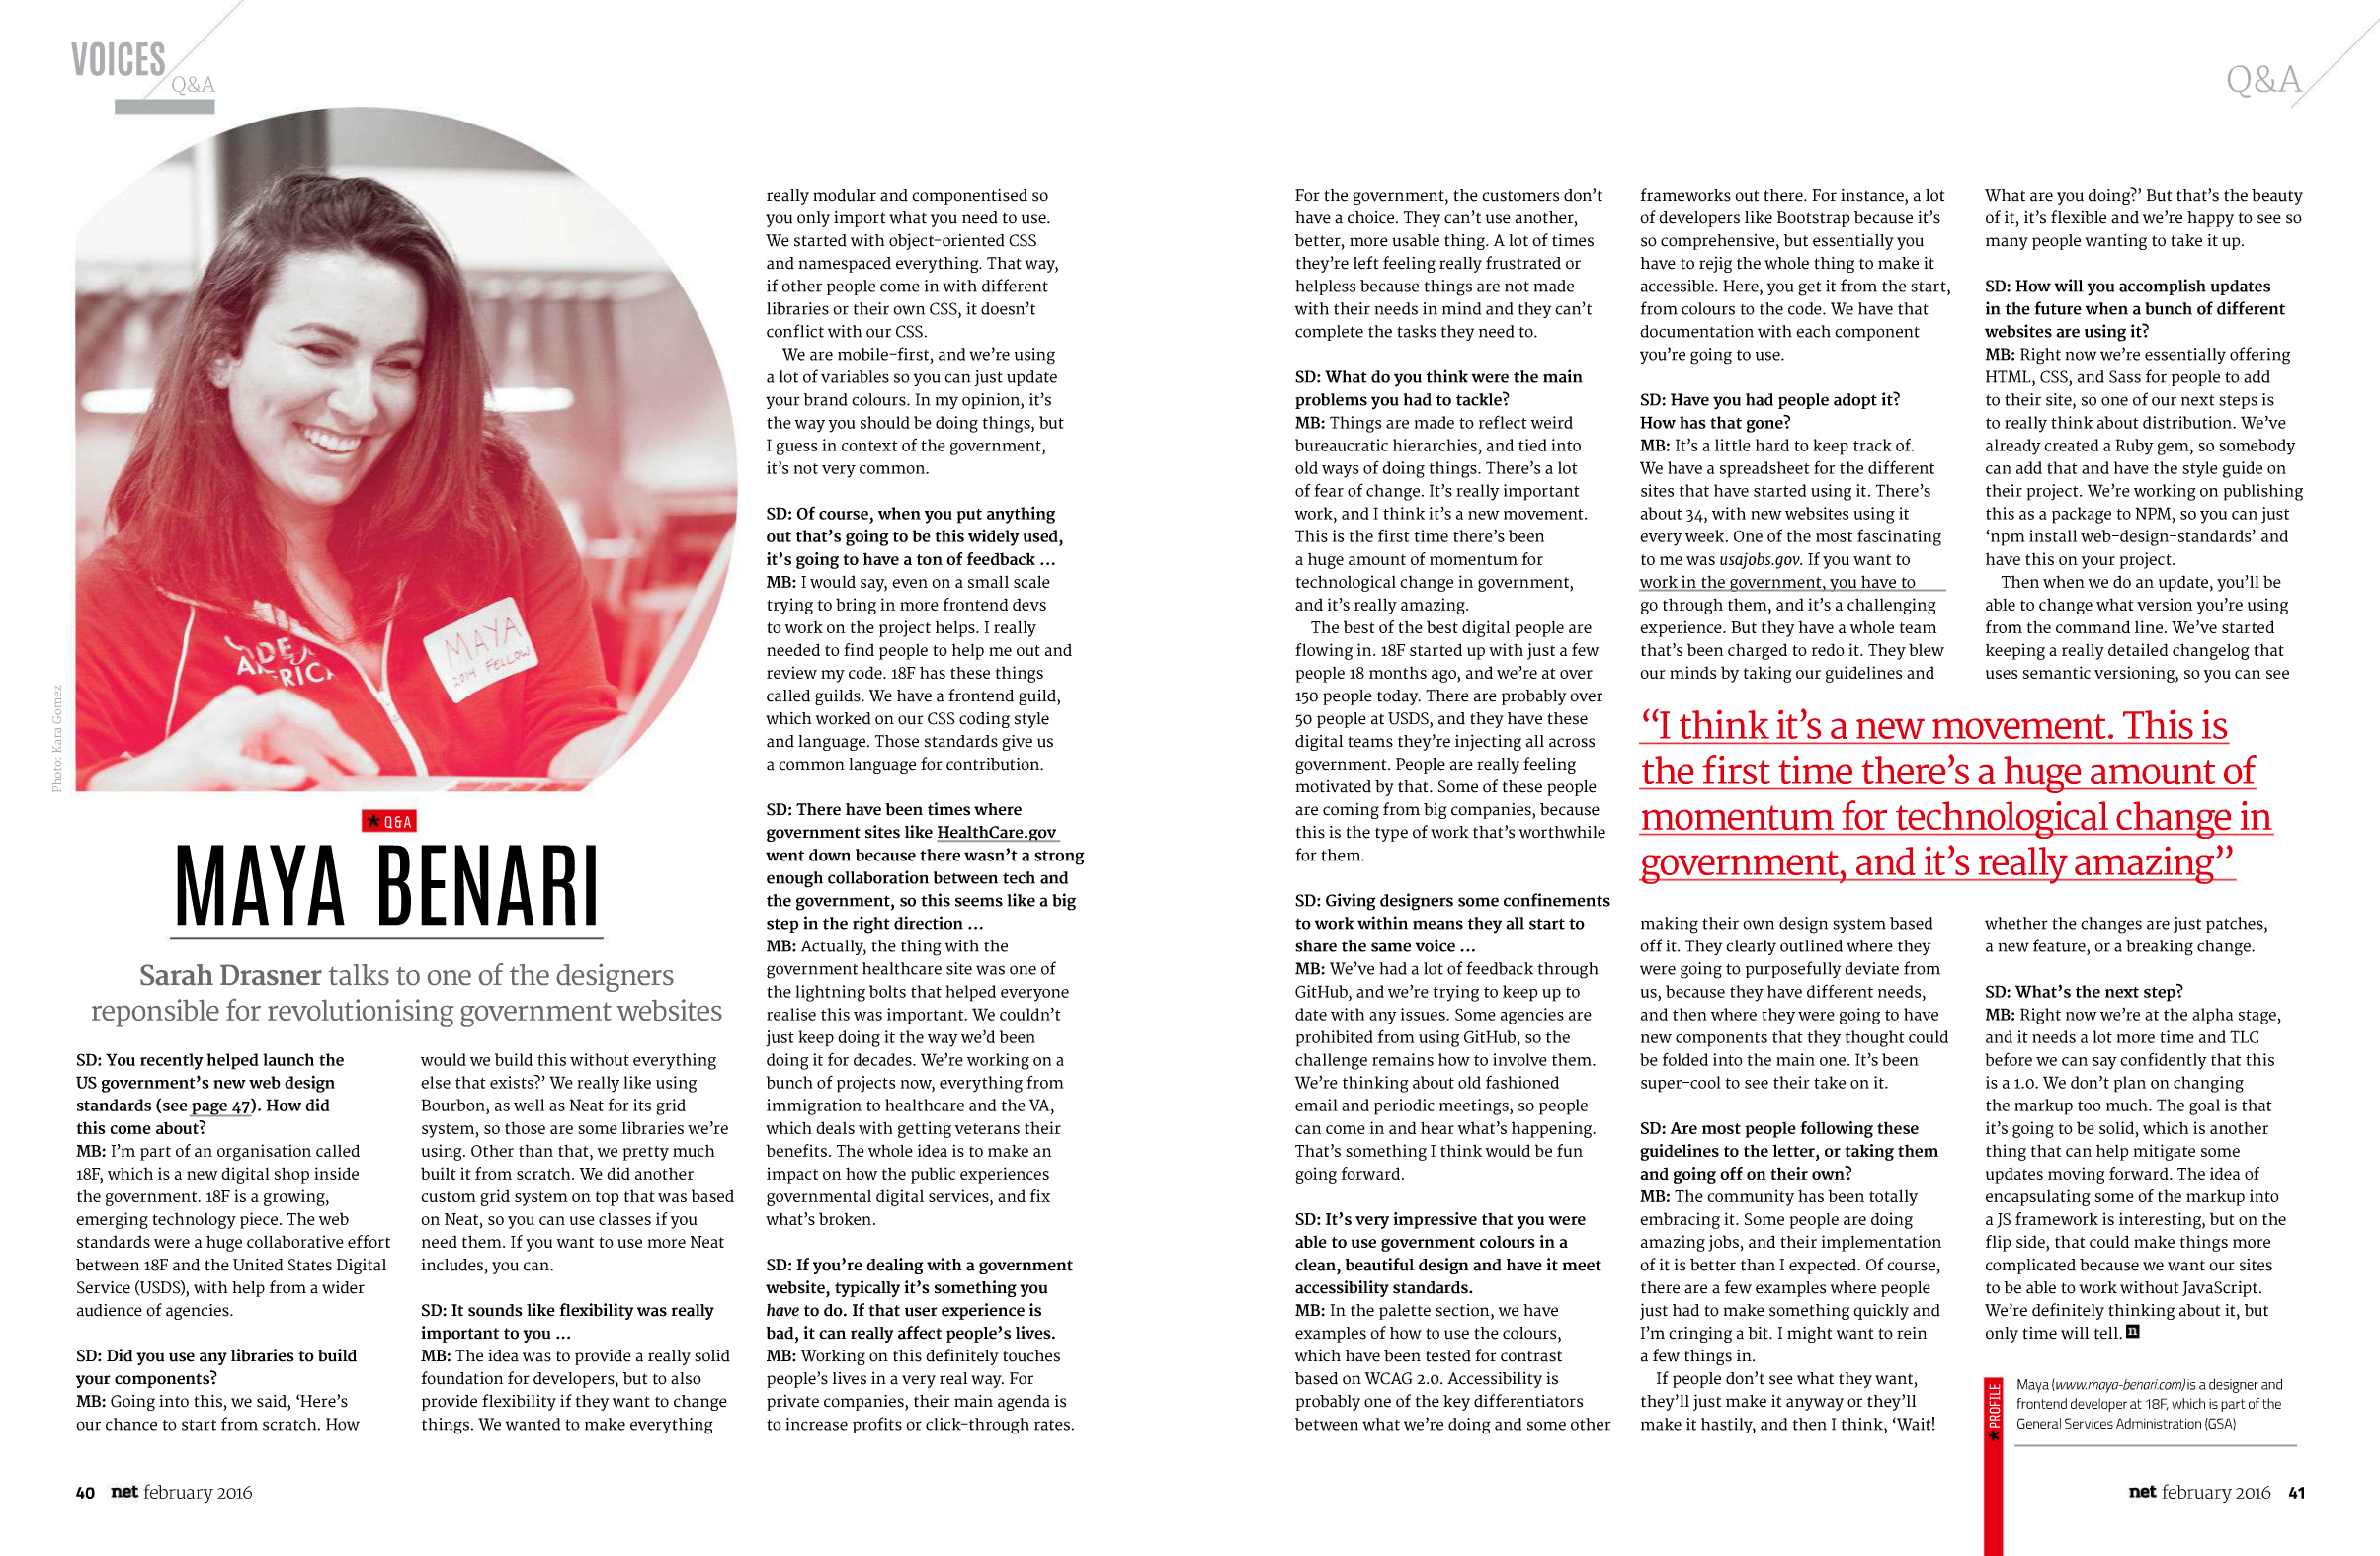 VOICES
Q&A
Q&A
MAYA
2014 FELLOW
Photo: Kara Gomez
* Q&A
MAYA BENARI
Sarah Drasner talks to one of the designers
reponsible for revolutionising government websites
SD: You recently helped launch the
US government's new web design
standards (see page 47). How did
this come about?
MB: I'm part of an organisation called
18F, which is a new digital shop inside
the government. 18F is a growing,
emerging technology piece. The web
standards were a huge collaborative effort
between 18F and the United States Digital
Service (USDS), with help from a wider
audience of agencies.
SD: Did you use any libraries to build
your components?
MB: Going into this, we said, 'Here's
our chance to start from scratch. How
would we build this without everything
else that exists?' We really like using
Bourbon, as well as Neat for its grid
system, so those are some libraries we're
using. Other than that, we pretty much
built it from scratch. We did another
custom grid system on top that was based
on Neat, so you can use classes if you
need them. If you want to use more Neat
includes, you can.
SD: It sounds like flexibility was really
important to you ...
MB: The idea was to provide a really solid
foundation for developers, but to also
provide flexibility if they want to change
things. We wanted to make everything
really modular and componentised so
you only import what you need to use.
We started with object-oriented CSS
and namespaced everything. That way,
if other people come in with different
libraries or their own CSS, it doesn't
conflict with our CSS.
We are mobile-first, and we're using
a lot of variables so you can just update
your brand colours. In my opinion, it's
the way you should be doing things, but
I guess in context of the government,
it's not very common.
SD: Of course, when you put anything
out that's going to be this widely used,
it's going to have a ton of feedback ...
MB: I would say, even on a small scale
trying to bring in more frontend devs
to work on the project helps. I really
needed to find people to help me out and
review my code. 18F has these things
called guilds. We have a frontend guild,
which worked on our CSS coding style
and language. Those standards give us
a common language for contribution.
SD: There have been times where
government sites like HealthCare.gov
went down because there wasn't a strong
enough collaboration between tech and
the government, so this seems like a big
step in the right direction ...
MB: Actually, the thing with the
government healthcare site was one of
the lightning bolts that helped everyone
realise this was important. We couldn't
just keep doing it the way we'd been
doing it for decades. We're working on a
bunch of projects now, everything from
immigration to healthcare and the VA,
which deals with getting veterans their
benefits. The whole idea is to make an
impact on how the public experiences
governmental digital services, and fix
what's broken.
SD: If you're dealing with a government
website, typically it's something you
have to do. If that user experience is
bad, it can really affect people's lives.
MB: Working on this definitely touches
people's lives in a very real way. For
private companies, their main agenda is
to increase profits or click-through rates.
For the government, the customers don't
have a choice. They can't use another,
better, more usable thing. A lot of times
they're left feeling really frustrated or
helpless because things are not made
with their needs in mind and they can't
complete the tasks they need to.
SD: What do you think were the main
problems you had to tackle?
MB: Things are made to reflect weird
bureaucratic hierarchies, and tied into
old ways of doing things. There's a lot
of fear of change. It's really important
work, and I think it's a new movement.
This is the first time there's been
a huge amount of momentum for
technological change in government,
and it's really amazing.
The best of the best digital people are
flowing in. 18F started up with just a few
people 18 months ago, and we're at over
150 people today. There are probably over
50 people at USDS, and they have these
digital teams they're injecting all across
government. People are really feeling
motivated by that. Some of these people
are coming from big companies, because
this is the type of work that's worthwhile
for them.
SD: Giving designers some confinements
to work within means they all start to
share the same voice ...
MB: We've had a lot of feedback through
GitHub, and we're trying to keep up to
date with any issues. Some agencies are
prohibited from using GitHub, so the
challenge remains how to involve them.
We're thinking about old fashioned
email and periodic meetings, so people
can come in and hear what's happening.
That's something I think would be fun
going forward.
SD: It's very impressive that you were
able to use government colours in a
clean, beautiful design and have it meet
accessibility standards.
MB: In the palette section, we have
examples of how to use the colours,
which have been tested for contrast
based on WCAG 2.0. Accessibility is
probably one of the key differentiators
between what we're doing and some other
frameworks out there. For instance, a lot
of developers like Bootstrap because it's
so comprehensive, but essentially you
have to rejig the whole thing to make it
accessible. Here, you get it from the start,
from colours to the code. We have that
documentation with each component
you're going to use.
SD: Have you had people adopt it?
How has that gone?
MB: It's a little hard to keep track of.
We have a spreadsheet for the different
sites that have started using it. There's
about 34, with new websites using it
every week. One of the most fascinating
to me was usajobs.gov. If you want to
work in the government, you have to
go through them, and it's a challenging
experience. But they have a whole team
that's been charged to redo it. They blew
our minds by taking our guidelines and
"I think it's a new movement. This is
the first time there's a huge amount of
momentum for technological change in
government, and it's really amazing"
making their own design system based
off it. They clearly outlined where they
were going to purposefully deviate from
us, because they have different needs,
and then where they were going to have
new components that they thought could
be folded into the main one. It's been
super-cool to see their take on it.
SD: Are most people following these
guidelines to the letter, or taking them
and going off on their own?
MB: The community has been totally
embracing it. Some people are doing
amazing jobs, and their implementation
of it is better than I expected. Of course,
there are a few examples where people
just had to make something quickly and
I'm cringing a bit. I might want to rein
a few things in.
If people don't see what they want,
they'll just make it anyway or they'll
make it hastily, and then I think, 'Wait!
What are you doing?' But that's the beauty
of it, it's flexible and we're happy to see so
many people wanting to take it up.
SD: How will you accomplish updates
in the future when a bunch of different
websites are using it?
MB: Right now we're essentially offering
HTML, CSS, and Sass for people to add
to their site, so one of our next steps is
to really think about distribution. We've
already created a Ruby gem, so somebody
can add that and have the style guide on
their project. We're working on publishing
this as a package to NPM, so you can just
'npm install web-design-standards' and
have this on your project.
Then when we do an update, you'll be
able to change what version you're using
from the command line. We've started
keeping a really detailed changelog that
uses semantic versioning, so you can see
whether the changes are just patches,
a new feature, or a breaking change.
SD: What's the next step?
MB: Right now we're at the alpha stage,
and it needs a lot more time and TLC
before we can say confidently that this
is a 1.0. We don't plan on changing
the markup too much. The goal is that
it's going to be solid, which is another
thing that can help mitigate some
updates moving forward. The idea of
encapsulating some of the markup into
a JS framework is interesting, but on the
flip side, that could make things more
complicated because we want our sites
to be able to work without JavaScript.
We're definitely thinking about it, but
only time will tell. n
* PROFILE
Maya (www.maya-benari.com) is a designer and
frontend developer at 18F, which is part of the
General Services Administration (GSA)
40 net february 2016
net february 2016 41